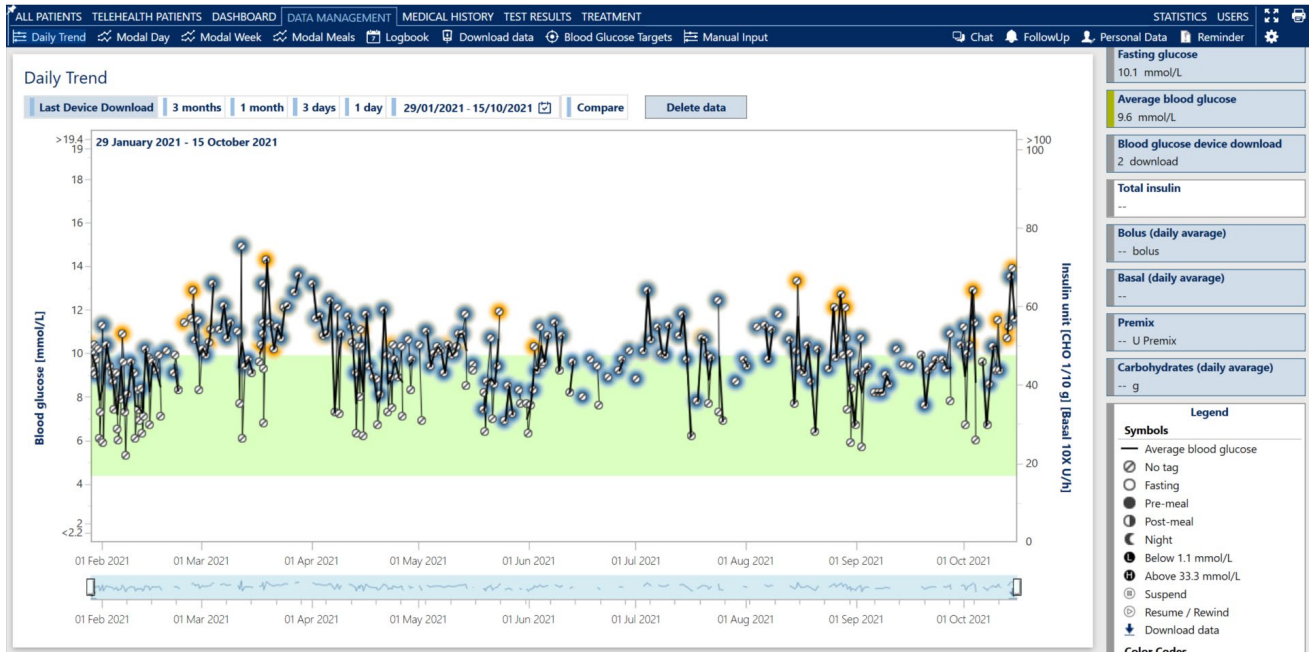 ALL PATIENTS TELEHEALTH PATIENTS DASHBOARD DATA MANAGEMENT MEDICAL HISTORY TEST RESULTS TREATMENT STATISTICS USERS
Daily Trend Modal Day Modal Week Modal Meals 7 Logbook Download data Blood Glucose Targets Manual Input Chat FollowUp Personal Data Reminder
Daily Trend
Last Device Download 3 months 1 month 3 days 1 day 29/01/2021 - 15/10/2021 Compare Delete data
29 January 2021 - 15 October 2021
Blood glucose [mmol/L]
>19.4
19
18
16
14
12
10
8
6
4
2
<2.2
>100
100
80
60
40
20
0
Insulin unit [CHO 1/10 g] [Basal 10X U/h]
01 Feb 2021 01 Mar 2021 01 Apr 2021 01 May 2021 01 Jun 2021 01 Jul 2021 01 Aug 2021 01 Sep 2021 01 Oct 2021
01 Feb 2021 01 Mar 2021 01 Apr 2021 01 May 2021 01 Jun 2021 01 Jul 2021 01 Aug 2021 01 Sep 2021 01 Oct 2021
Fasting glucose
10.1 mmol/L
Average blood glucose
9.6 mmol/L
Blood glucose device download
2 download
Total insulin
--
Bolus (daily avarage)
-- bolus
Basal (daily avarage)
--
Premix
-- U Premix
Carbohydrates (daily avarage)
-- g
Legend
Symbols
Average blood glucose
No tag
Fasting
Pre-meal
Post-meal
Night
L Below 1.1 mmol/L
H Above 33.3 mmol/L
Suspend
Resume / Rewind
Download data
Color Codes